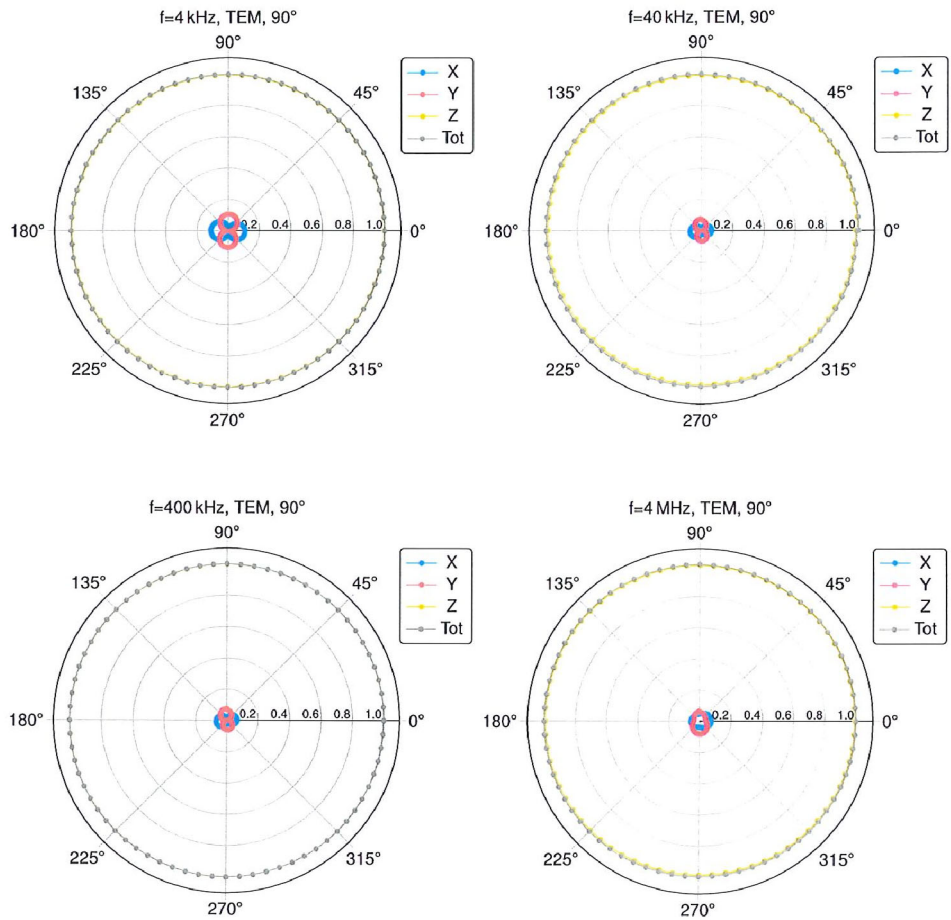 f=4 kHz, TEM, 90°
90°
135°
45°
X
Y
Z
Tot
180°
0.2 0.4 0.6 0.8 1.0
0°
225°
315°
270°
f=40 kHz, TEM, 90°
90°
135°
45°
X
Y
Z
Tot
180°
0.2 0.4 0.6 0.8 1.0
0°
225°
315°
270°
f=400 kHz, TEM, 90°
90°
135°
45°
X
Y
Z
Tot
180°
0.2 0.4 0.6 0.8 1.0
0°
225°
315°
270°
f=4 MHz, TEM, 90°
90°
135°
45°
X
Y
Z
Tot
180°
0.2 0.4 0.6 0.8 1.0
0°
225°
315°
270°